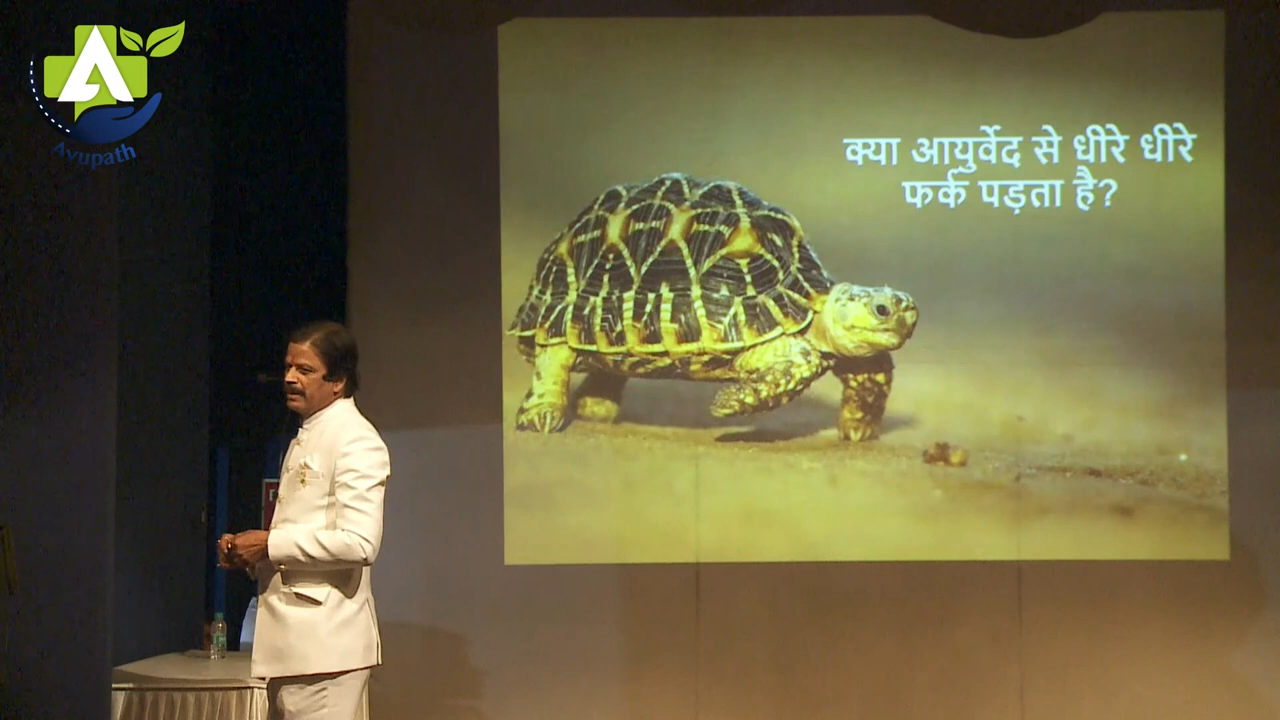 A
Ayupath
क्या आयुर्वेद से धीरे धीरे
फर्क पड़ता है?